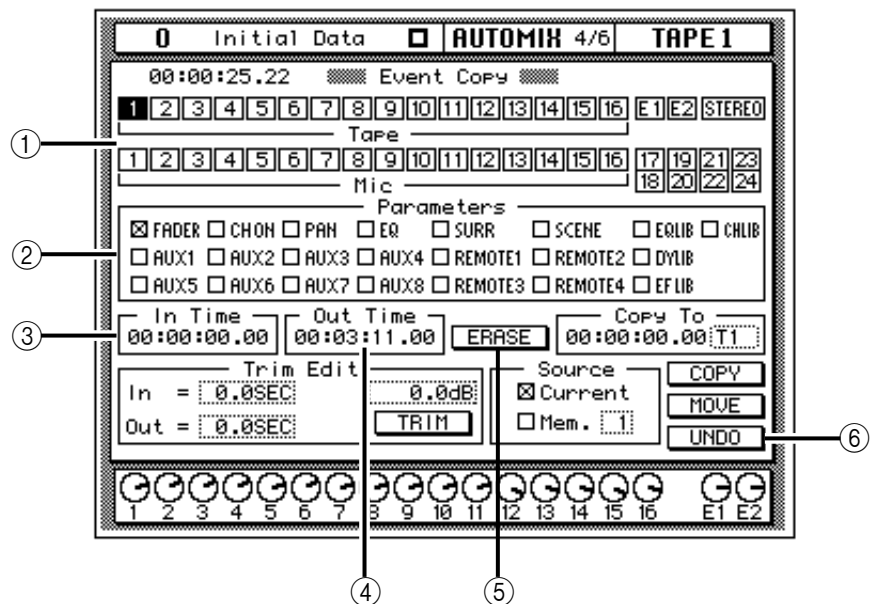 0 Initial Data AUTOMIX 4/6 TAPE 1
00:00:25.22 Event Copy
1 2 3 4 5 6 7 8 9 10 11 12 13 14 15 16 E1 E2 STEREO
Tape
①
1 2 3 4 5 6 7 8 9 10 11 12 13 14 15 16 17 19 21 23
18 20 22 24
Mic
Parameters
FADER CH ON PAN EQ SURR SCENE EQLIB CHLIB
② AUX1 AUX2 AUX3 AUX4 REMOTE1 REMOTE2 DYLIB
AUX5 AUX6 AUX7 AUX8 REMOTE3 REMOTE4 EFLIB
In Time Out Time Copy To
③ 00:00:00.00 00:03:11.00 ERASE 00:00:00.00 T1
Trim Edit Source COPY
In = 0.0SEC 0.0dB Current
MOVE
Out = 0.0SEC TRIM Mem. 1
UNDO ⑥
1 2 3 4 5 6 7 8 9 10 11 12 13 14 15 16 E1 E2
④ ⑤